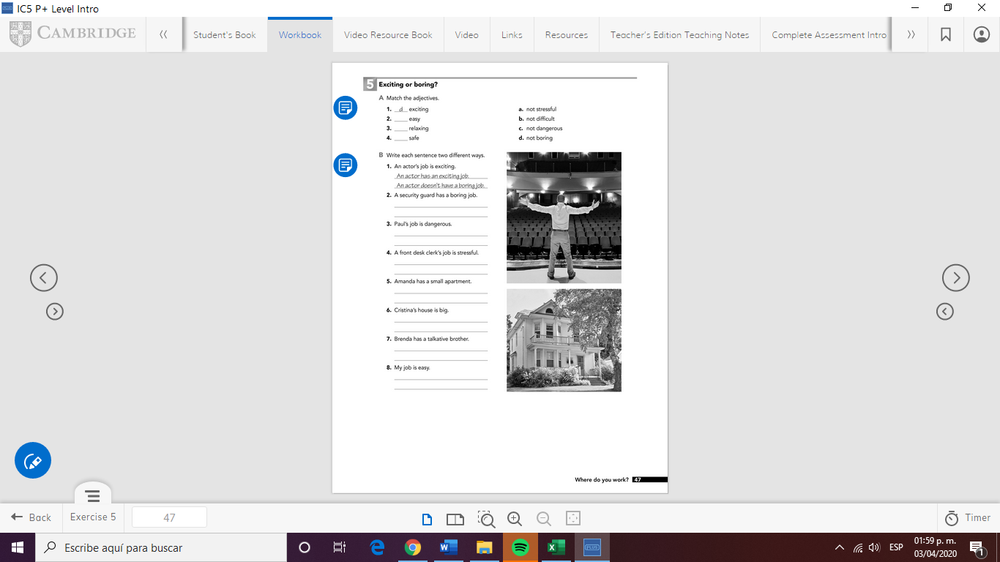 IC5 P+ Level Intro
CAMBRIDGE
Student's Book
Workbook
Video Resource Book
Video
Links
Resources
Teacher's Edition Teaching Notes
Complete Assessment Intro
5 Exciting or boring?
A Match the adjectives.
1. d exciting
a. not stressful
2. ____ easy
b. not difficult
3. ____ relaxing
c. not dangerous
4. ____ safe
d. not boring
B Write each sentence two different ways.
1. An actor's job is exciting.
An actor has an exciting job.
An actor doesn't have a boring job.
2. A security guard has a boring job.
3. Paul's job is dangerous.
4. A front desk clerk's job is stressful.
5. Amanda has a small apartment.
6. Cristina's house is big.
7. Brenda has a talkative brother.
8. My job is easy.
Where do you work? 47
Back
Exercise 5
47
Timer
Escribe aquí para buscar
PLUS
ESP
01:59 p. m.
03/04/2020
1